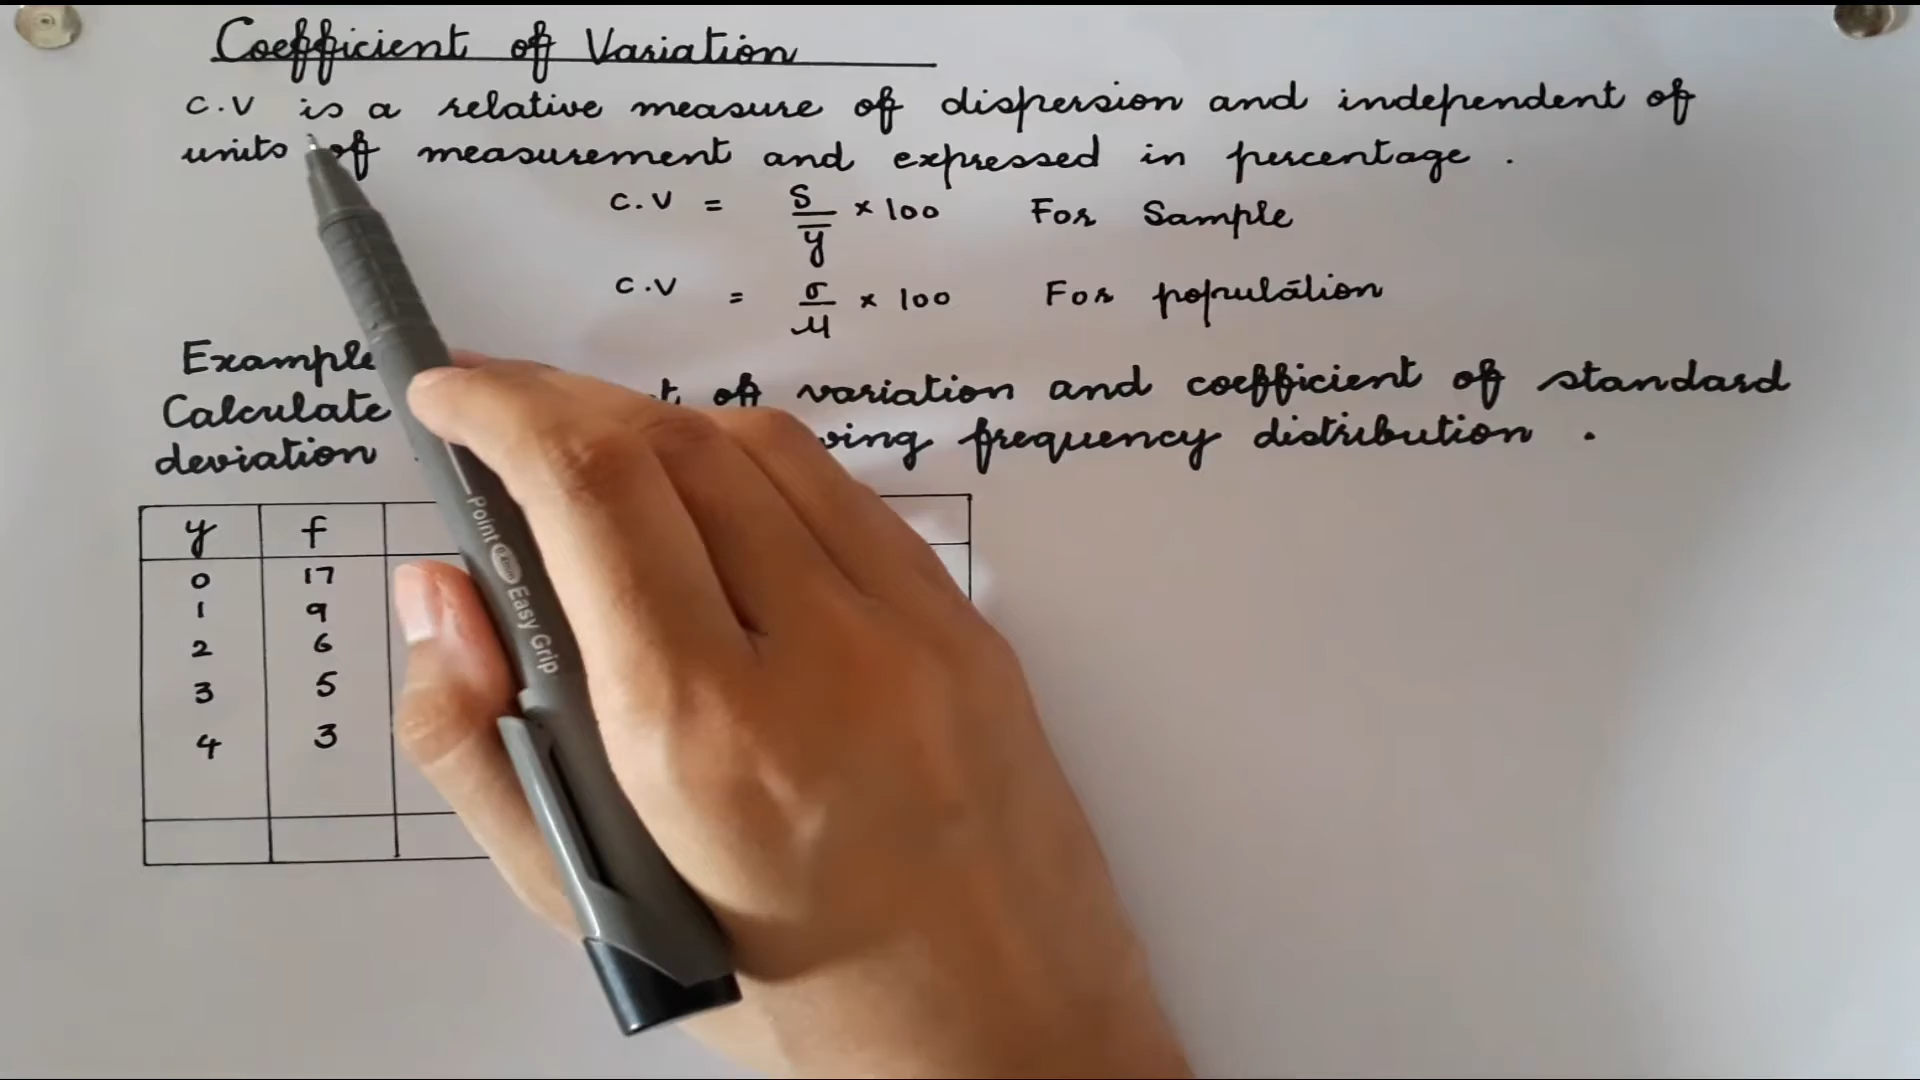 Coefficient of Variation
C.V is a relative measure of dispersion and independent of
units of measurement and expressed in percentage .
C.V = S / ȳ × 100 For Sample
C.V = σ / μ × 100 For population
Example
Calculate of variation and coefficient of standard
deviation frequency distribution .
y f
0 17
1 9
2 6
3 5
4 3
Point Easy Grip